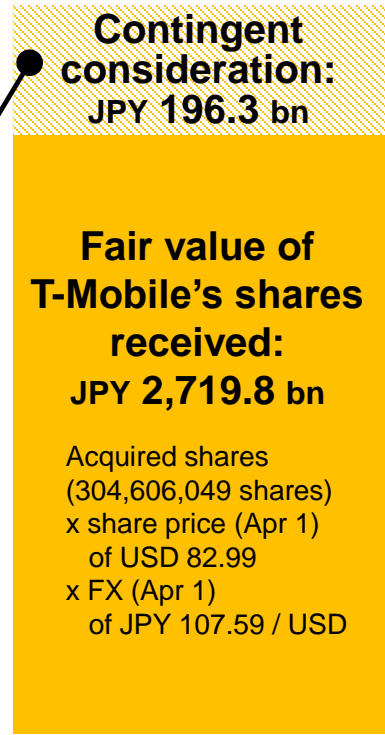 Contingent
consideration:
JPY 196.3 bn
Fair value of
T-Mobile’s shares
received:
JPY 2,719.8 bn
Acquired shares
(304,606,049 shares)
x share price (Apr 1)
of USD 82.99
x FX (Apr 1)
of JPY 107.59 / USD